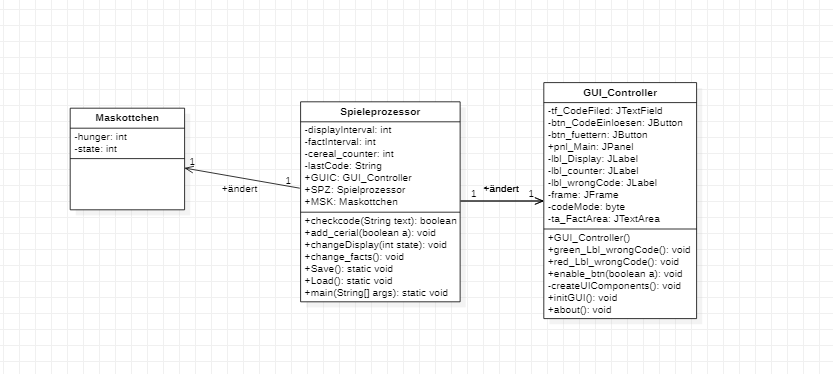 Maskottchen
-hunger: int
-state: int
1
+ändert
1
Spieleprozessor
-displayInterval: int
-factInterval: int
-cereal_counter: int
-lastCode: String
+GUIC: GUI_Controller
+SPZ: Spielprozessor
+MSK: Maskottchen
+checkcode(String text): boolean
+add_cerial(boolean a): void
+changeDisplay(int state): void
+change_facts(): void
+Save(): static void
+Load(): static void
+main(String[] args): static void
1
+ändert
1
GUI_Controller
-tf_CodeFiled: JTextField
-btn_CodeEinloesen: JButton
-btn_fuettern: JButton
+pnl_Main: JPanel
-lbl_Display: JLabel
-lbl_counter: JLabel
-lbl_wrongCode: JLabel
-frame: JFrame
-codeMode: byte
-ta_FactArea: JTextArea
+GUI_Controller()
+green_Lbl_wrongCode(): void
+red_Lbl_wrongCode(): void
+enable_btn(boolean a): void
-createUIComponents(): void
+initGUI(): void
+about(): void